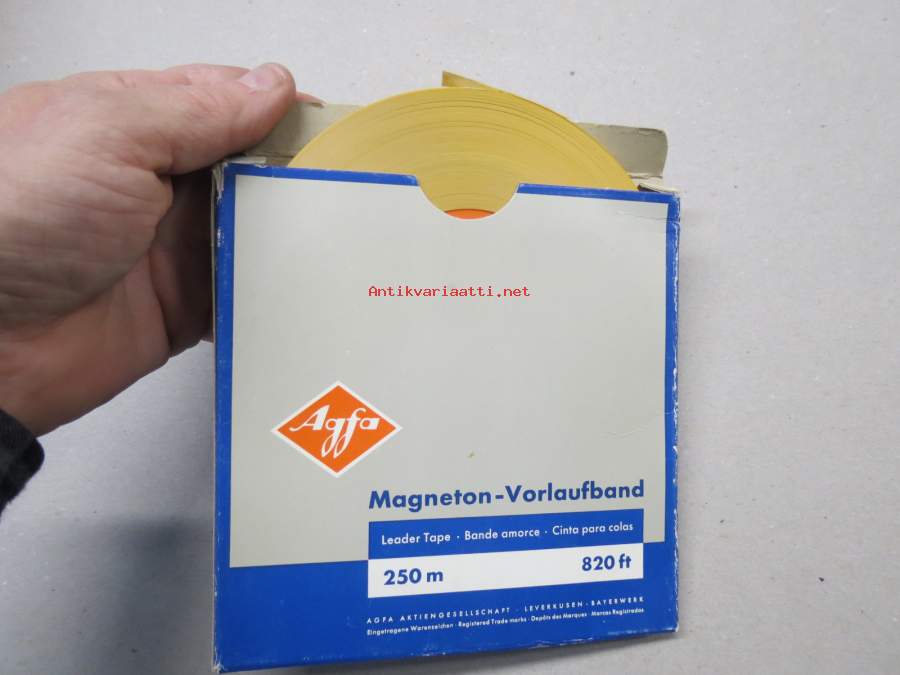 Antikvariaatti.net
Agfa
Magneton-Vorlaufband
Leader Tape · Bande amorce · Cinta para colas
250 m 820 ft
AGFA AKTIENGESELLSCHAFT · LEVERKUSEN - BAYERWERK
Eingetragene Warenzeichen · Registered Trade marks · Depôts des Marques · Marcas Registradas